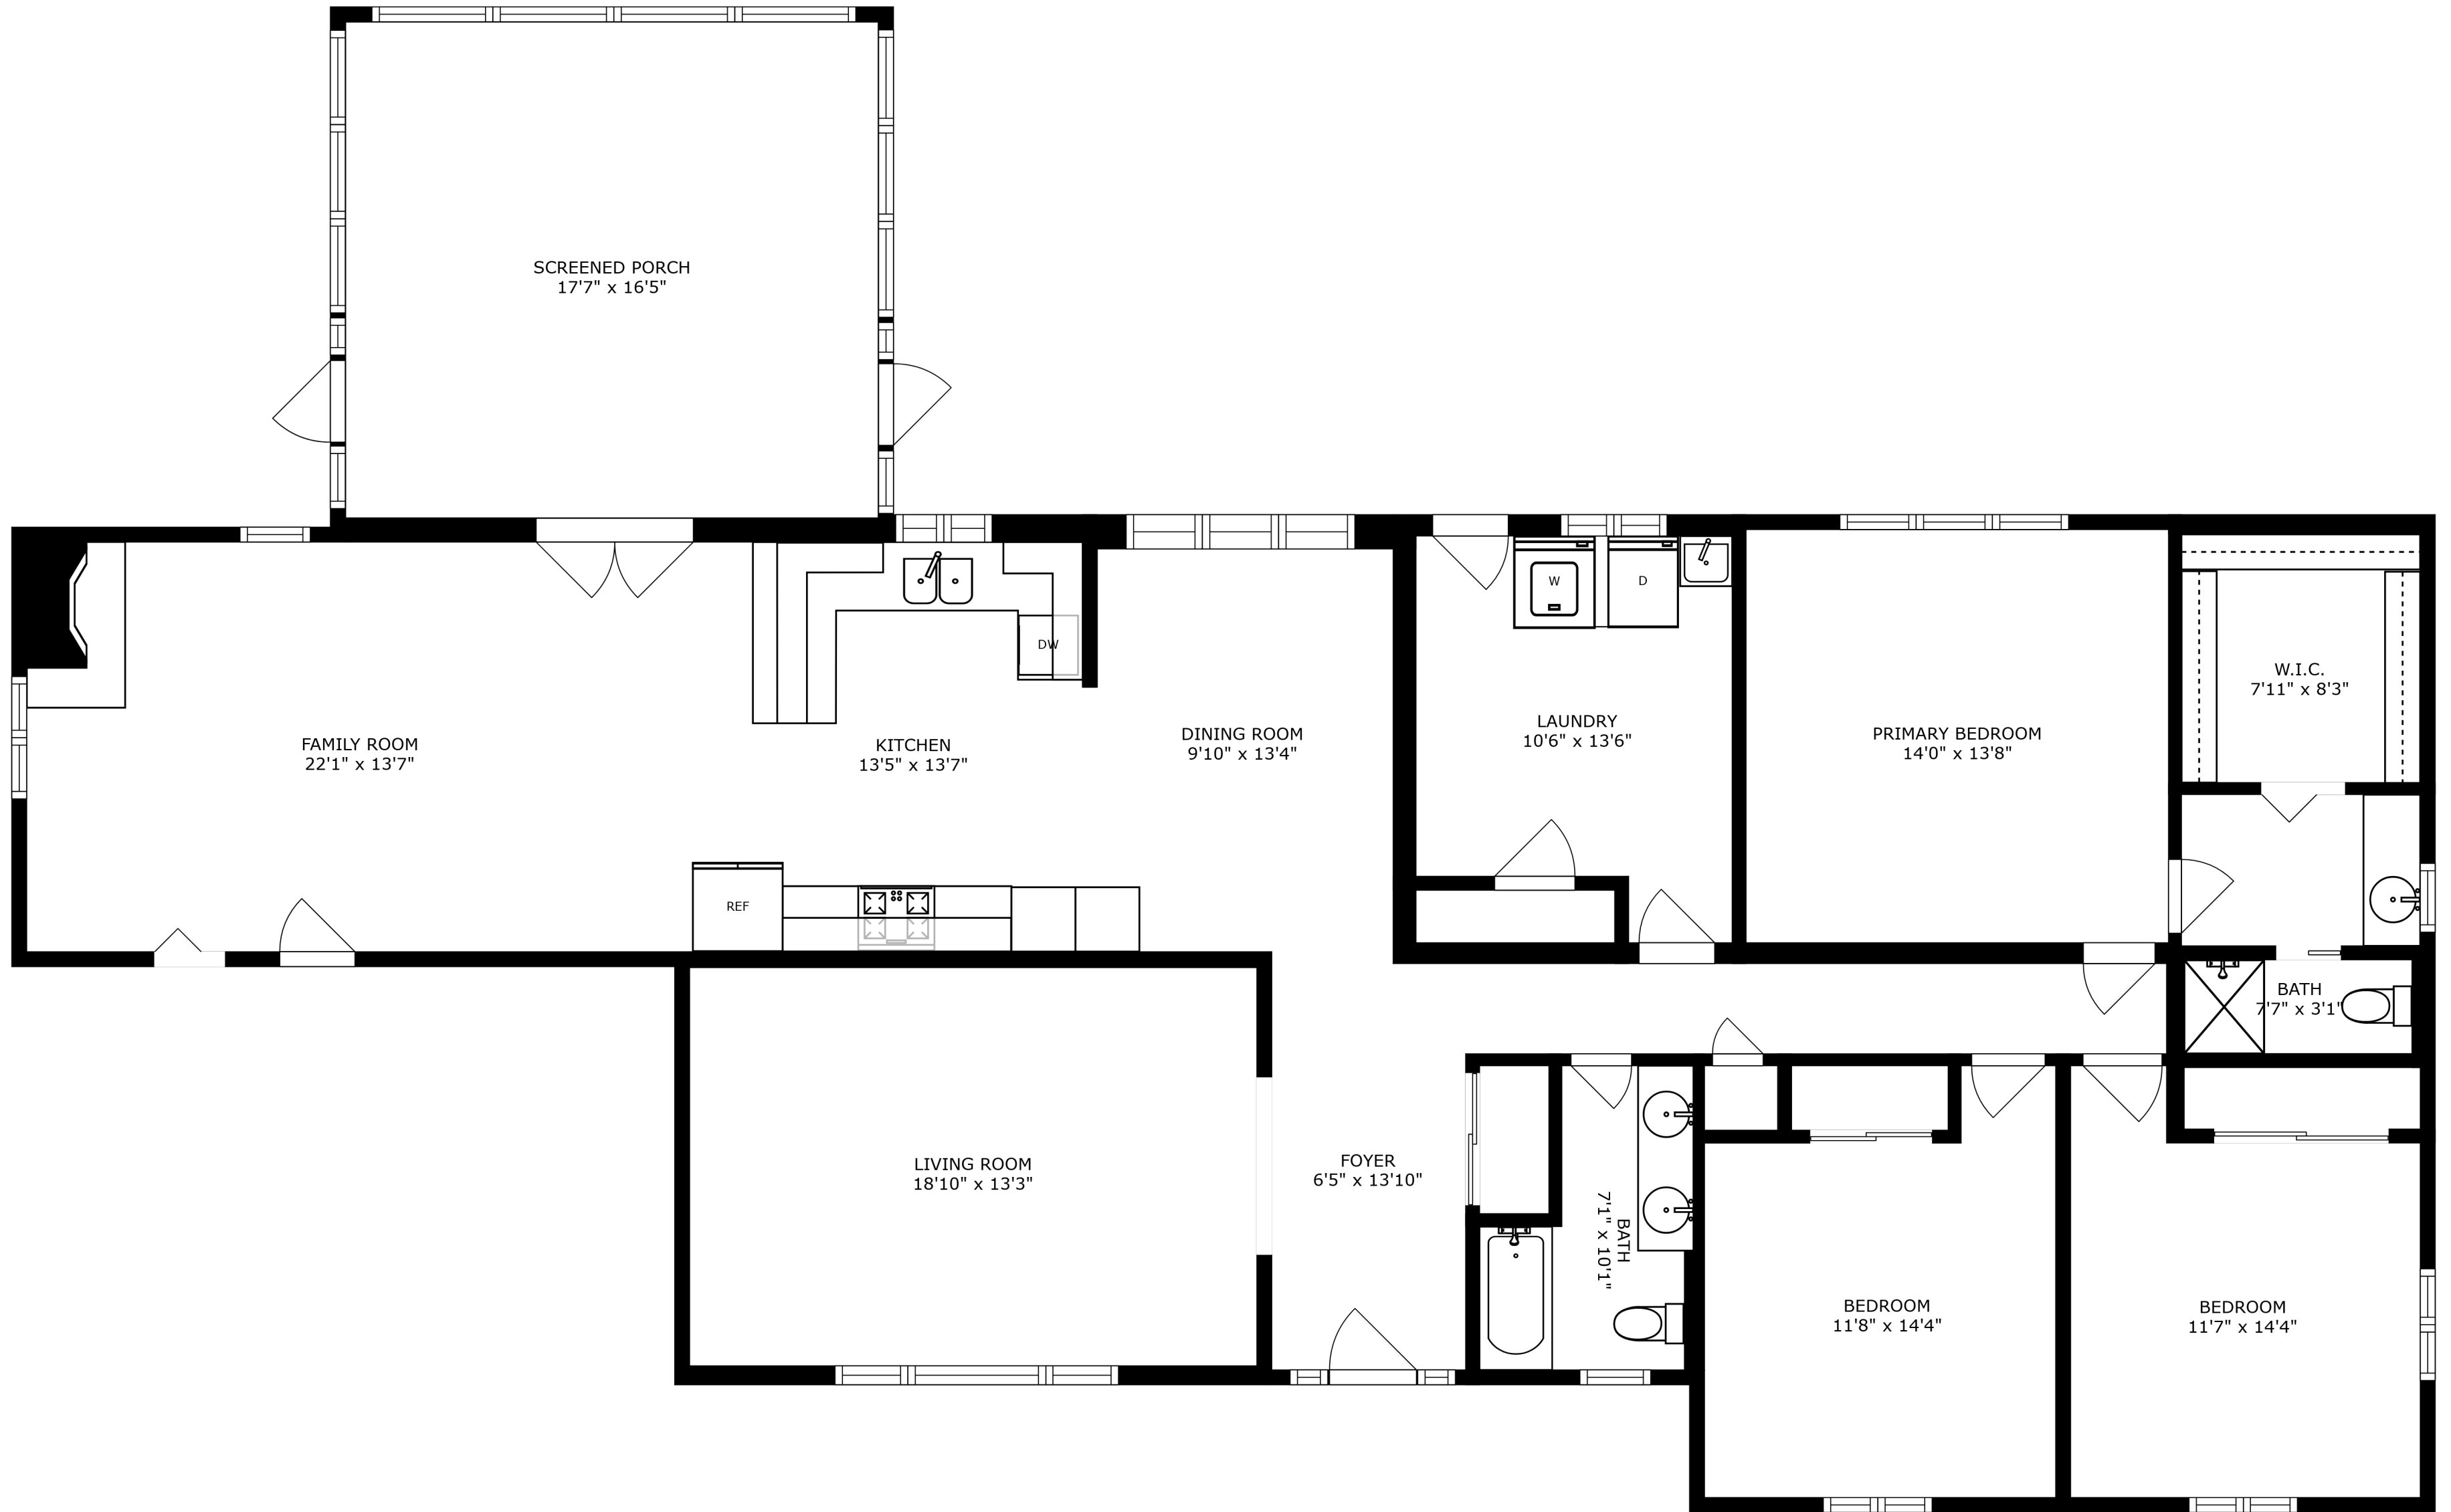 SCREENED PORCH
17'7" x 16'5"
W
D
DW
W.I.C.
7'11" x 8'3"
FAMILY ROOM
22'1" x 13'7"
KITCHEN
13'5" x 13'7"
DINING ROOM
9'10" x 13'4"
LAUNDRY
10'6" x 13'6"
PRIMARY BEDROOM
14'0" x 13'8"
REF
BATH
7'7" x 3'1"
LIVING ROOM
18'10" x 13'3"
FOYER
6'5" x 13'10"
BATH
7'1" x 10'1"
BEDROOM
11'8" x 14'4"
BEDROOM
11'7" x 14'4"